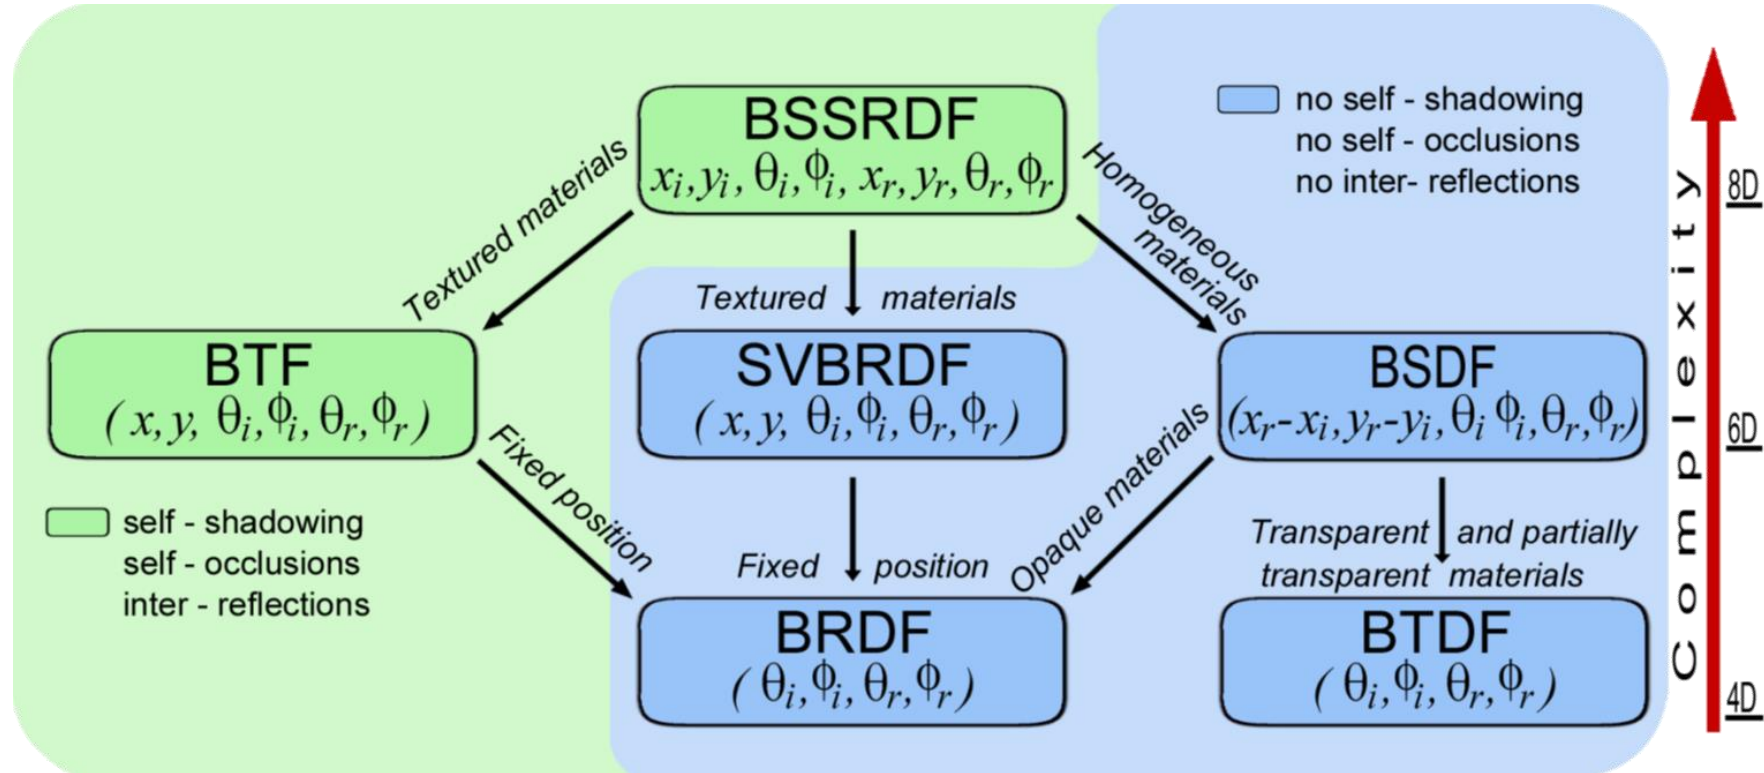 BSSRDF
xᵢ, yᵢ, θᵢ, ϕᵢ, xᵣ, yᵣ, θᵣ, ϕᵣ
no self - shadowing
no self - occlusions
no inter- reflections
Textured materials
Textured materials
Homogeneous
materials
BTF
( x, y, θᵢ, ϕᵢ, θᵣ, ϕᵣ )
SVBRDF
( x, y, θᵢ, ϕᵢ, θᵣ, ϕᵣ )
BSDF
(xᵣ-xᵢ, yᵣ-yᵢ, θᵢ ϕᵢ, θᵣ, ϕᵣ)
self - shadowing
self - occlusions
inter - reflections
Fixed position
Fixed position
Opaque materials
Transparent and partially
transparent materials
BRDF
( θᵢ, ϕᵢ, θᵣ, ϕᵣ )
BTDF
( θᵢ, ϕᵢ, θᵣ, ϕᵣ )
Complexity
8D
6D
4D